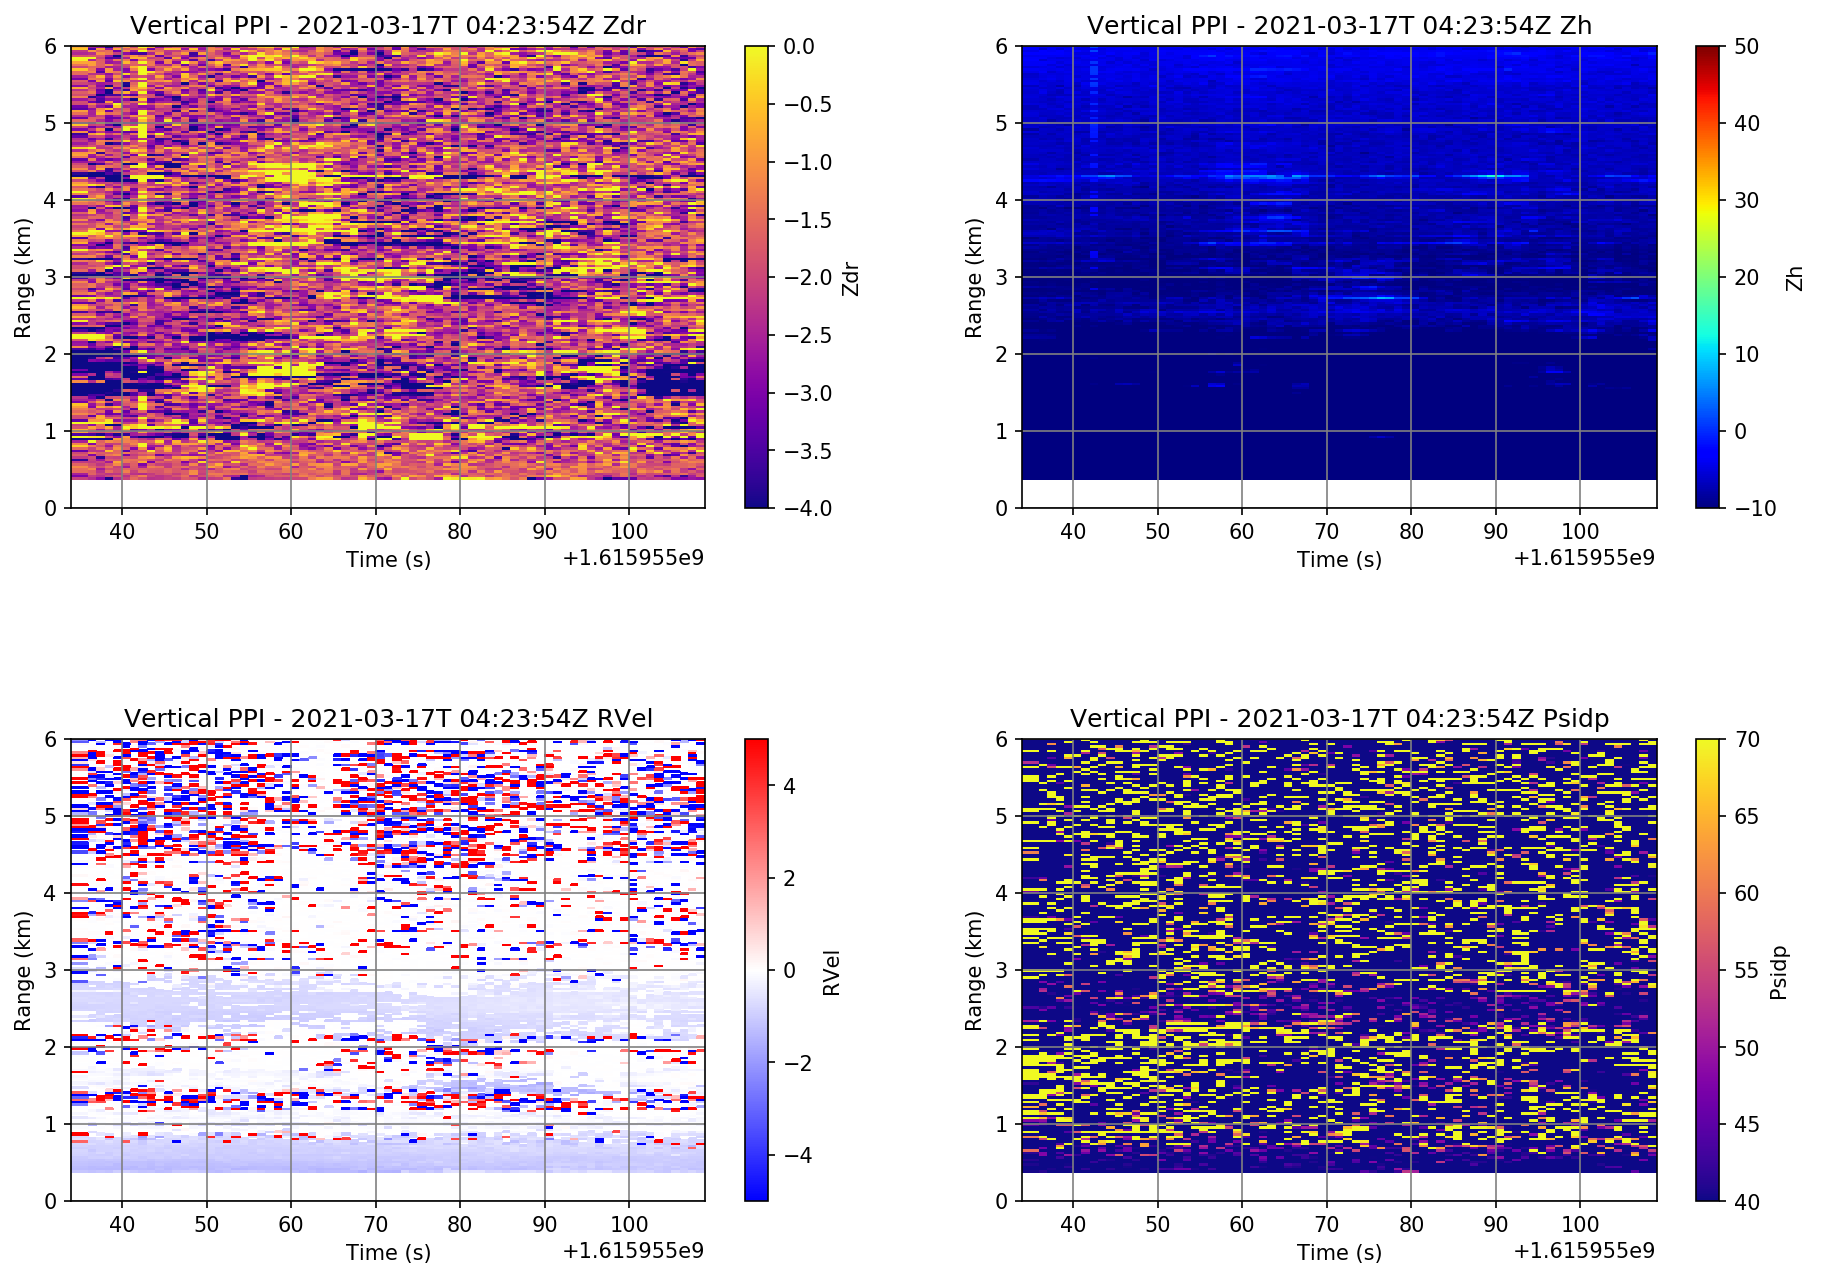 Vertical PPI - 2021-03-17T 04:23:54Z Zdr
6
5
4
3
2
1
0
Range (km)
40 50 60 70 80 90 100
Time (s)
+1.615955e9
0.0
−0.5
−1.0
−1.5
−2.0
−2.5
−3.0
−3.5
−4.0
Zdr
Vertical PPI - 2021-03-17T 04:23:54Z Zh
6
5
4
3
2
1
0
Range (km)
40 50 60 70 80 90 100
Time (s)
+1.615955e9
50
40
30
20
10
0
−10
Zh
Vertical PPI - 2021-03-17T 04:23:54Z RVel
6
5
4
3
2
1
0
Range (km)
40 50 60 70 80 90 100
Time (s)
+1.615955e9
4
2
0
−2
−4
RVel
Vertical PPI - 2021-03-17T 04:23:54Z Psidp
6
5
4
3
2
1
0
Range (km)
40 50 60 70 80 90 100
Time (s)
+1.615955e9
70
65
60
55
50
45
40
Psidp